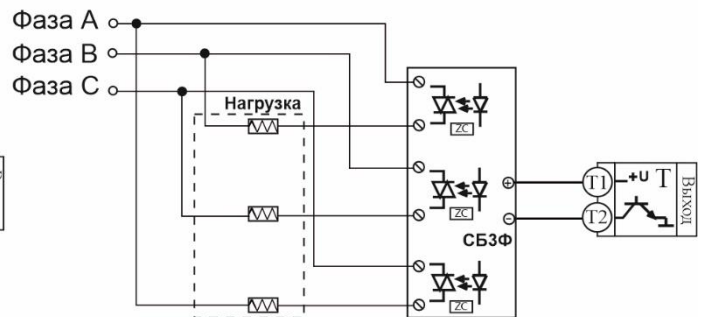 Фаза А
Фаза В
Фаза С
Нагрузка
ZC
ZC
СБ3Ф
ZC
T1
+U T
T2
Выход